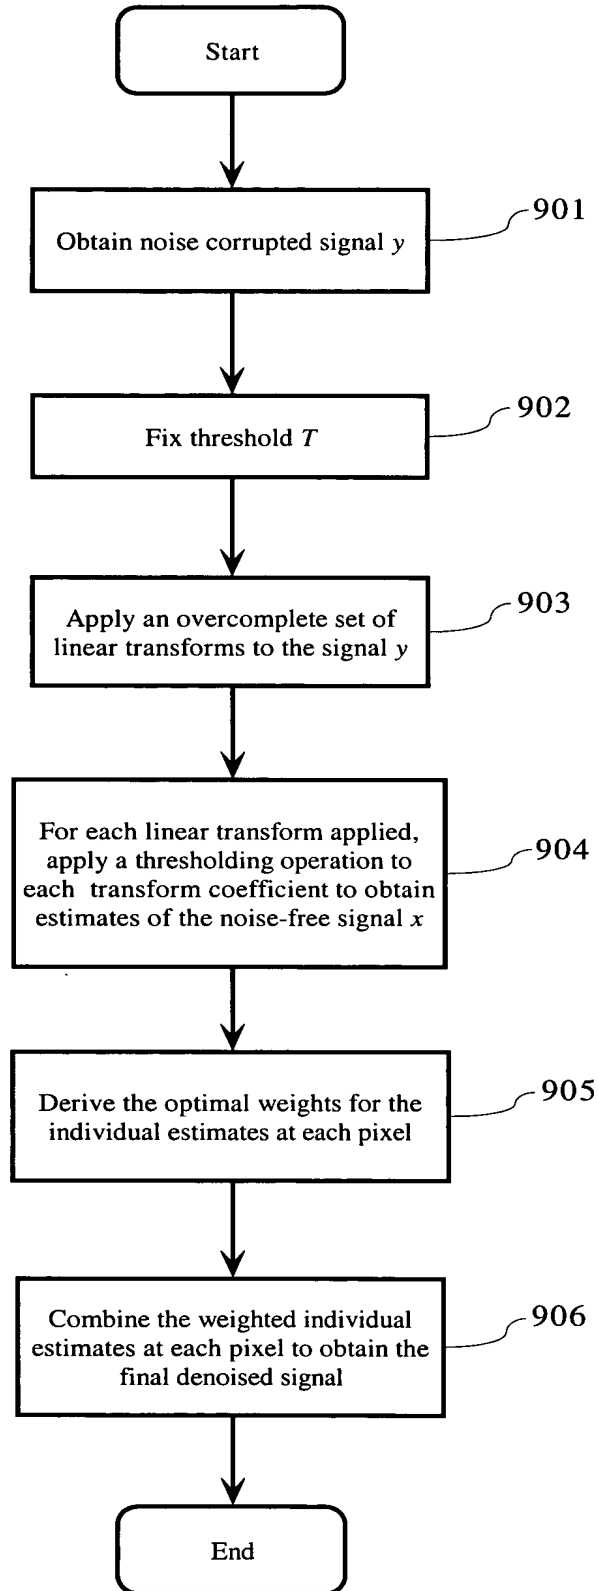 Start
901
Obtain noise corrupted signal y
902
Fix threshold T
903
Apply an overcomplete set of
linear transforms to the signal y
904
For each linear transform applied,
apply a thresholding operation to
each transform coefficient to obtain
estimates of the noise-free signal x
905
Derive the optimal weights for the
individual estimates at each pixel
906
Combine the weighted individual
estimates at each pixel to obtain the
final denoised signal
End